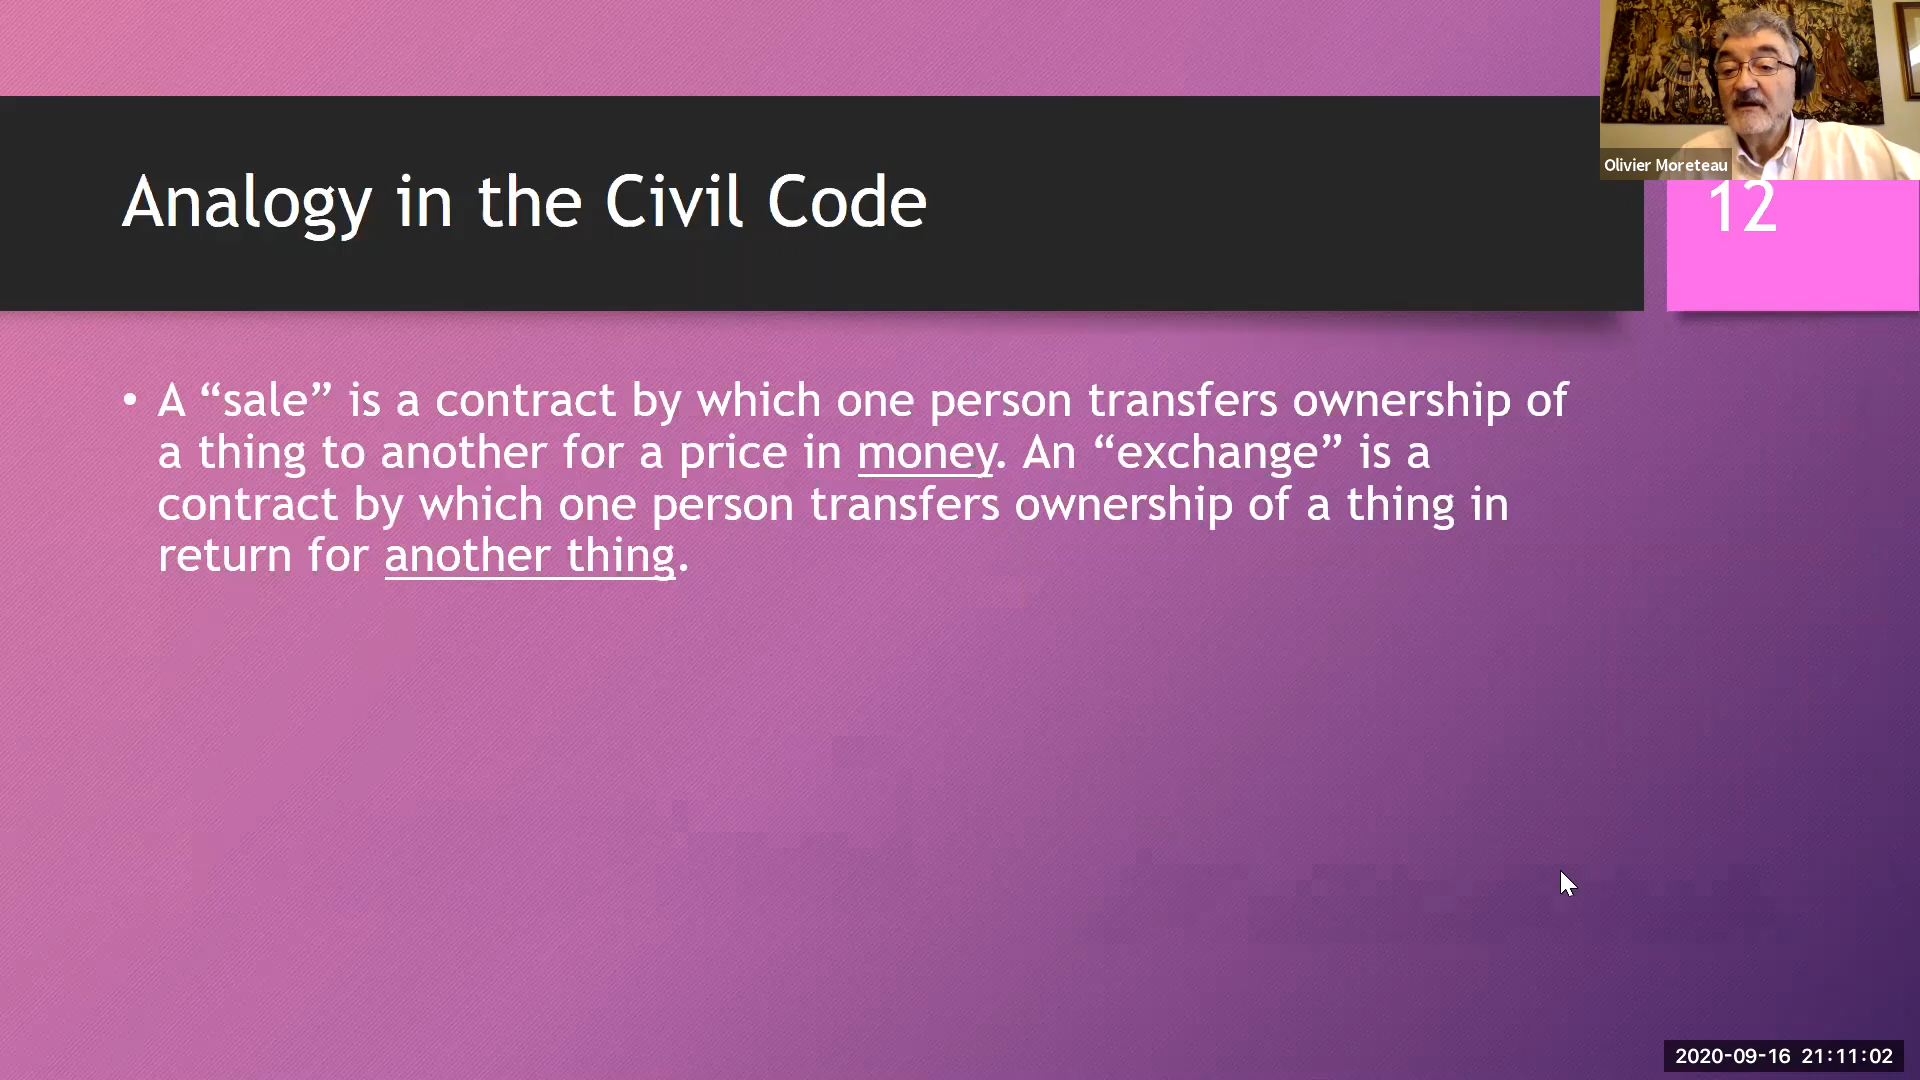 Olivier Moreteau
Analogy in the Civil Code
12
• A “sale” is a contract by which one person transfers ownership of
a thing to another for a price in money. An “exchange” is a
contract by which one person transfers ownership of a thing in
return for another thing.
2020-09-16 21:11:02